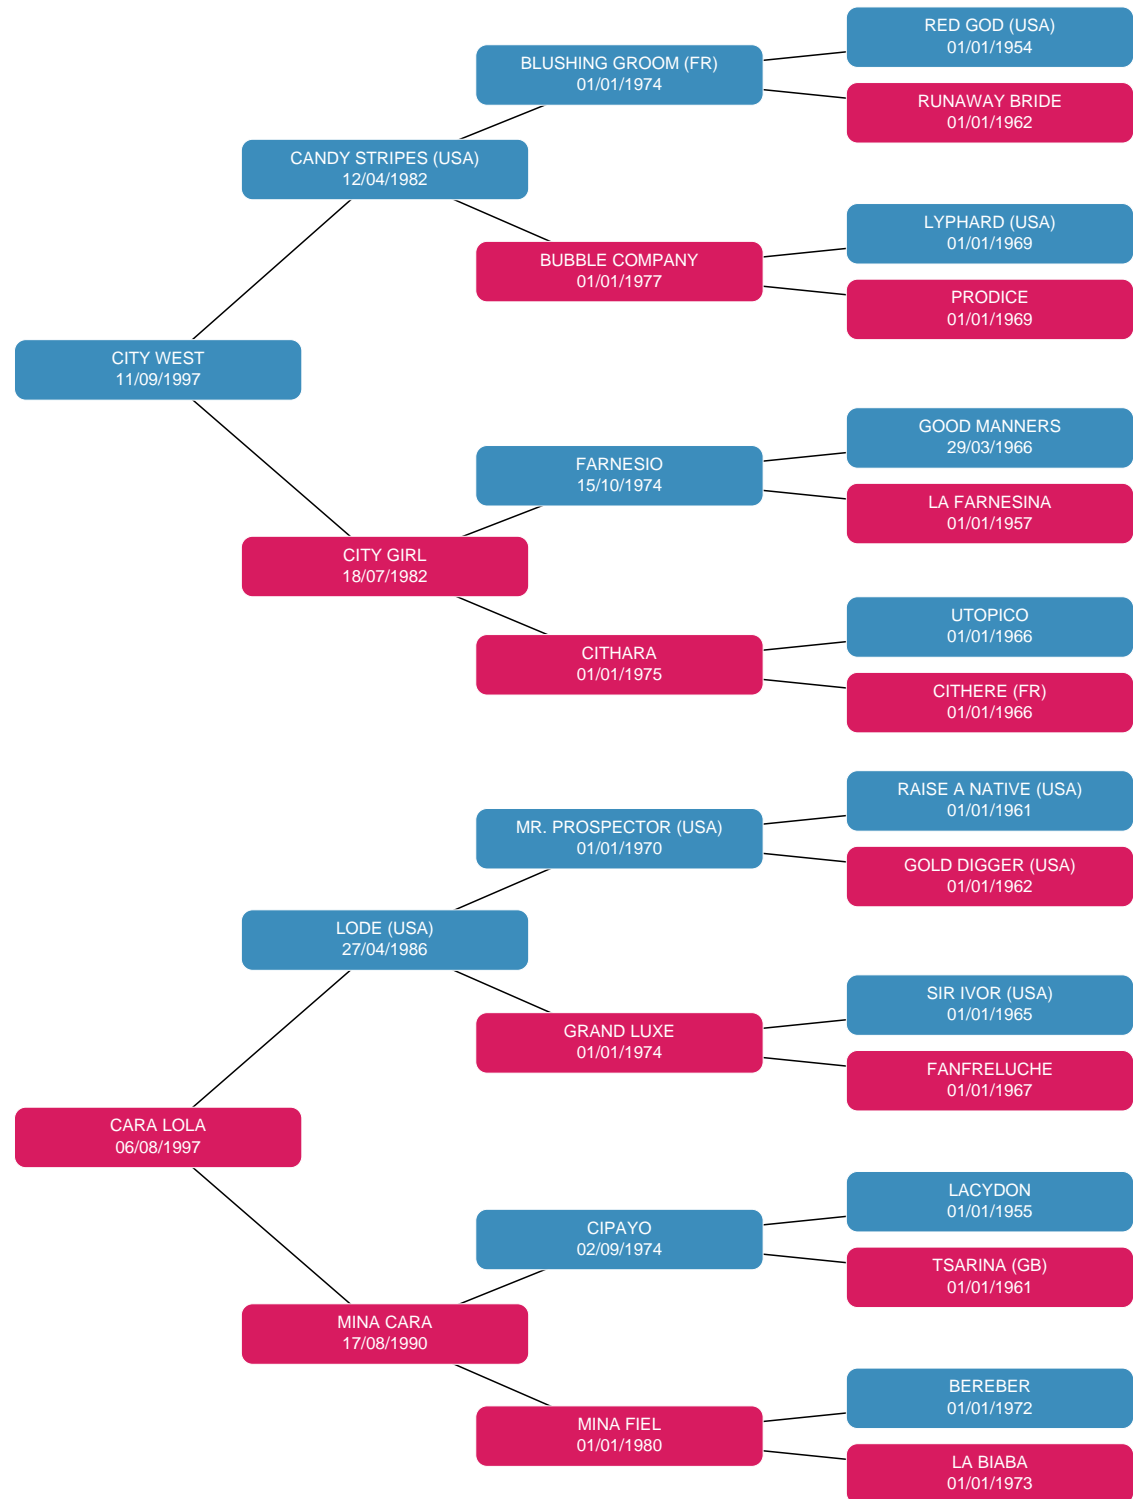 RED GOD (USA)
01/01/1954
BLUSHING GROOM (FR)
01/01/1974
RUNAWAY BRIDE
01/01/1962
CANDY STRIPES (USA)
12/04/1982
LYPHARD (USA)
01/01/1969
BUBBLE COMPANY
01/01/1977
PRODICE
01/01/1969
CITY WEST
11/09/1997
GOOD MANNERS
29/03/1966
FARNESIO
15/10/1974
LA FARNESINA
01/01/1957
CITY GIRL
18/07/1982
UTOPICO
01/01/1966
CITHARA
01/01/1975
CITHERE (FR)
01/01/1966
RAISE A NATIVE (USA)
01/01/1961
MR. PROSPECTOR (USA)
01/01/1970
GOLD DIGGER (USA)
01/01/1962
LODE (USA)
27/04/1986
SIR IVOR (USA)
01/01/1965
GRAND LUXE
01/01/1974
FANFRELUCHE
01/01/1967
CARA LOLA
06/08/1997
LACYDON
01/01/1955
CIPAYO
02/09/1974
TSARINA (GB)
01/01/1961
MINA CARA
17/08/1990
BEREBER
01/01/1972
MINA FIEL
01/01/1980
LA BIABA
01/01/1973